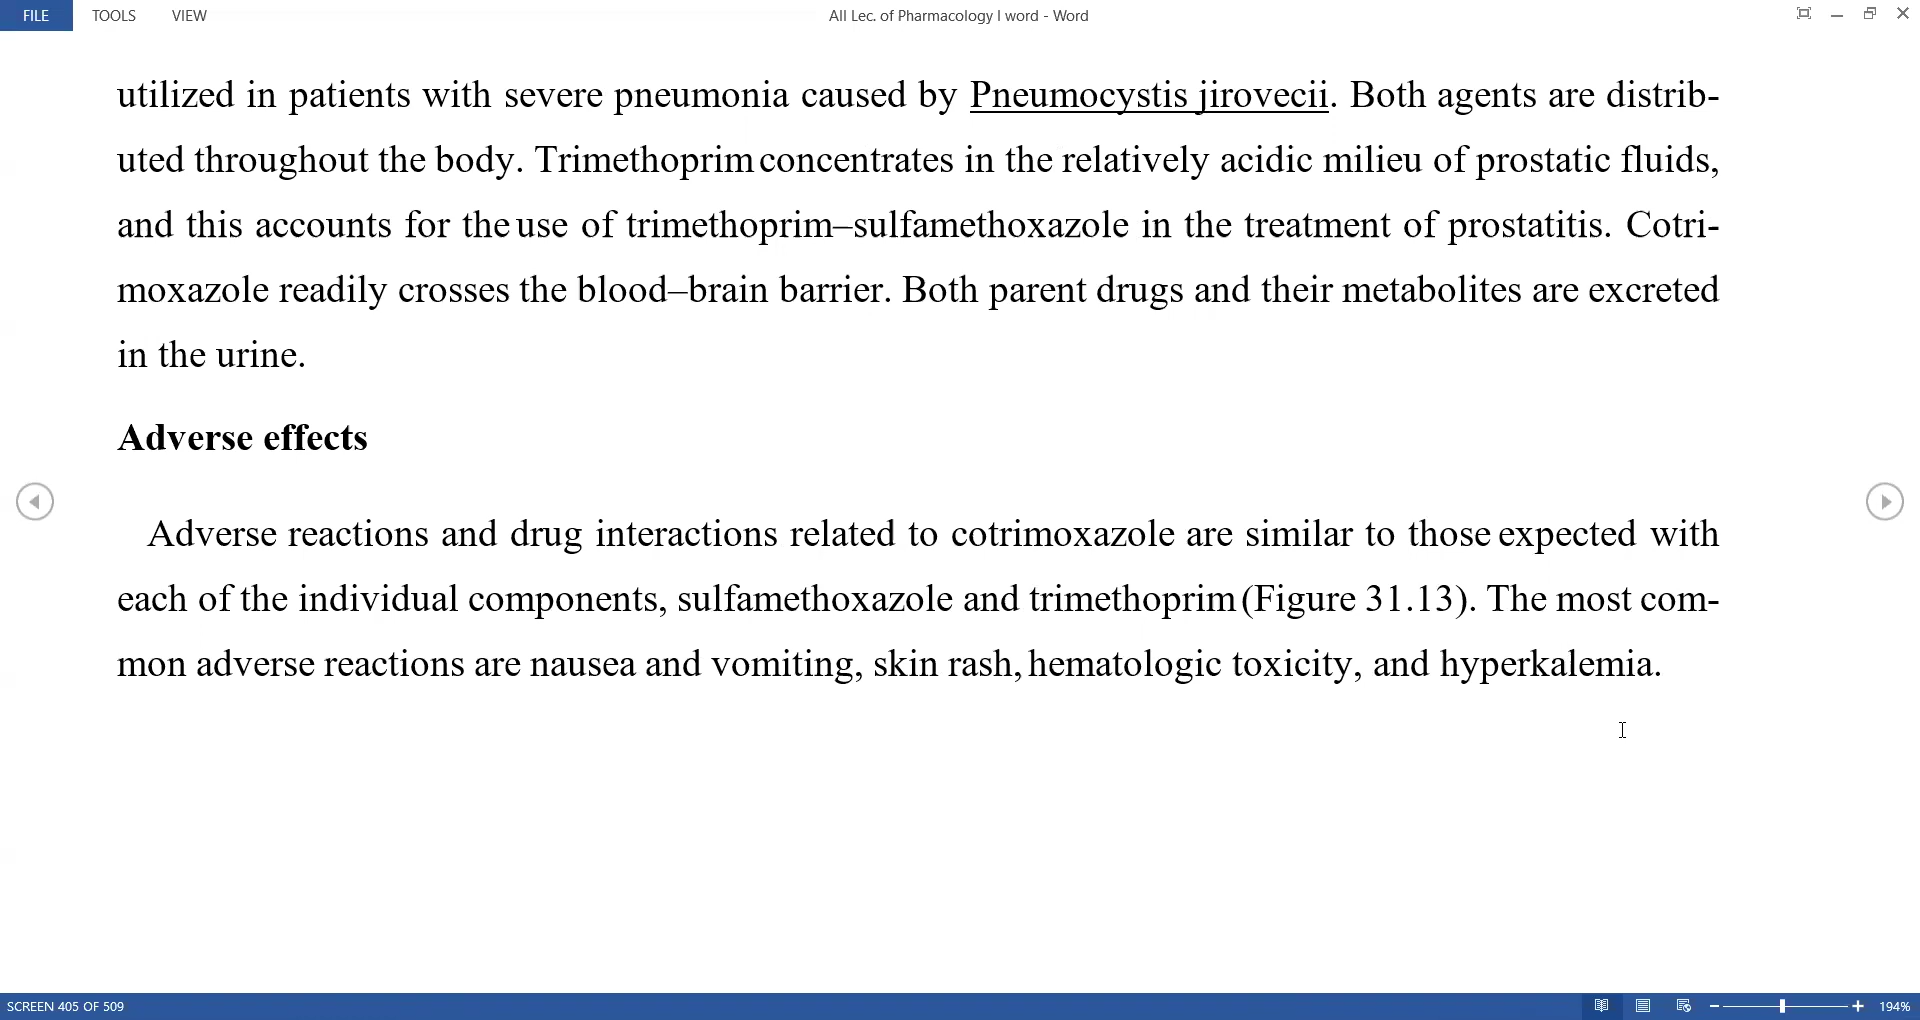 FILE TOOLS VIEW All Lec. of Pharmacology I word - Word
utilized in patients with severe pneumonia caused by Pneumocystis jirovecii. Both agents are distrib-
uted throughout the body. Trimethoprim concentrates in the relatively acidic milieu of prostatic fluids,
and this accounts for the use of trimethoprim–sulfamethoxazole in the treatment of prostatitis. Cotri-
moxazole readily crosses the blood–brain barrier. Both parent drugs and their metabolites are excreted
in the urine.
Adverse effects
Adverse reactions and drug interactions related to cotrimoxazole are similar to those expected with
each of the individual components, sulfamethoxazole and trimethoprim (Figure 31.13). The most com-
mon adverse reactions are nausea and vomiting, skin rash, hematologic toxicity, and hyperkalemia.
SCREEN 405 OF 509 194%